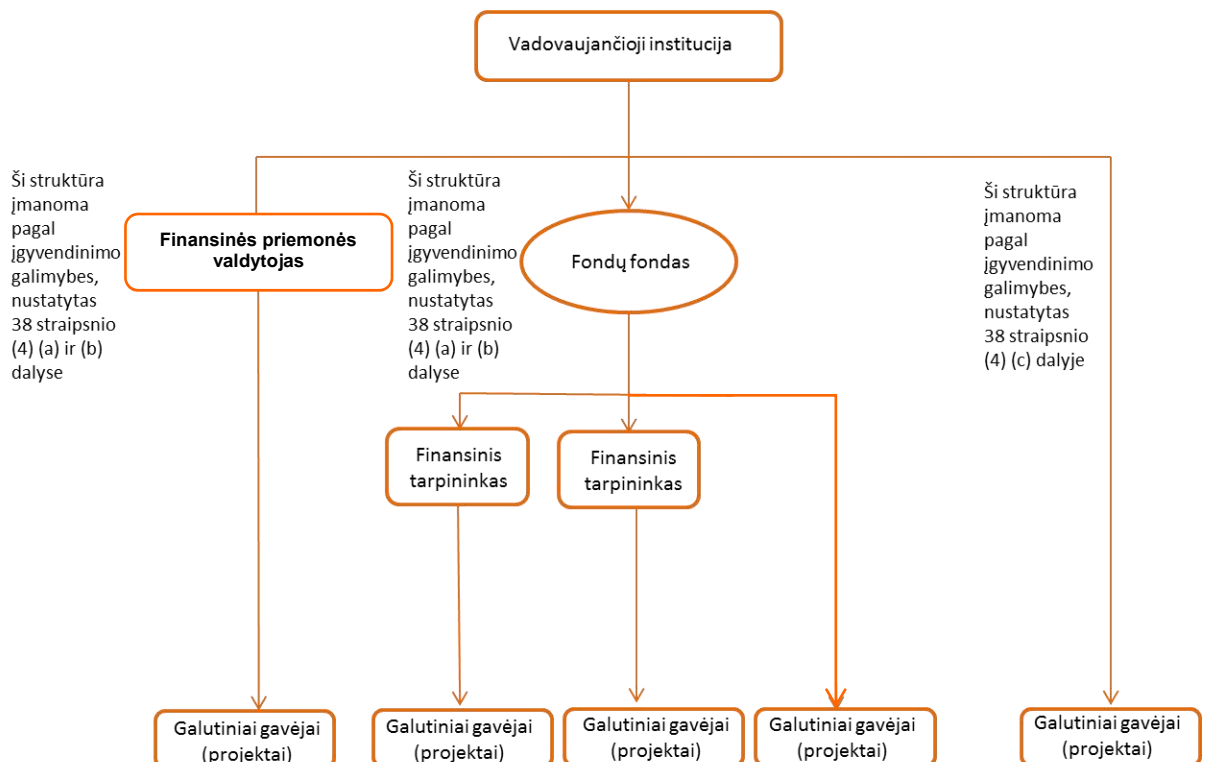 Vadovaujančioji institucija
Ši struktūra
įmanoma
pagal
įgyvendinimo
galimybes,
nustatytas
38 straipsnio
(4) (a) ir (b)
dalyse
Finansinės priemonės
valdytojas
Ši struktūra
įmanoma
pagal
įgyvendinimo
galimybes,
nustatytas
38 straipsnio
(4) (a) ir (b)
dalyse
Fondų fondas
Ši struktūra
įmanoma
pagal
įgyvendinimo
galimybes,
nustatytas
38 straipsnio
(4) (c) dalyje
Finansinis
tarpininkas
Finansinis
tarpininkas
Galutiniai gavėjai
(projektai)
Galutiniai gavėjai
(projektai)
Galutiniai gavėjai
(projektai)
Galutiniai gavėjai
(projektai)
Galutiniai gavėjai
(projektai)